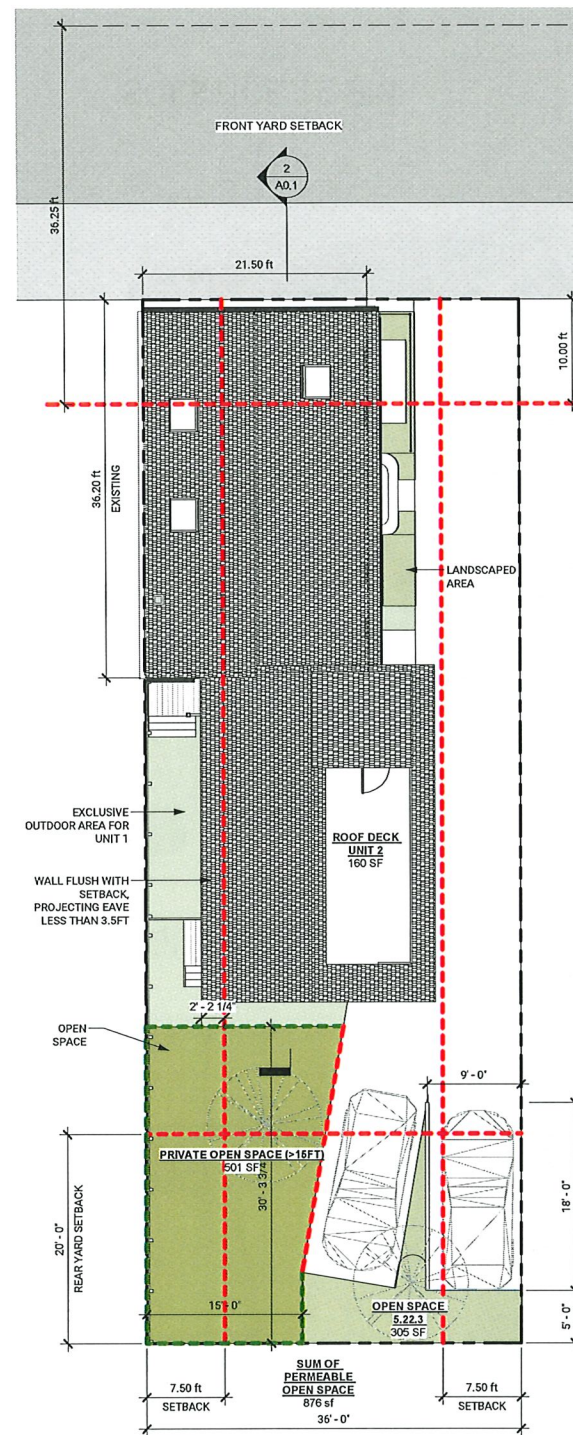 FRONT YARD SETBACK
2
A0.1
36.25 ft
21.50 ft
10.00 ft
36.20 ft
EXISTING
LANDSCAPED
AREA
EXCLUSIVE
OUTDOOR AREA FOR
UNIT 1
ROOF DECK
UNIT 2
160 SF
WALL FLUSH WITH
SETBACK,
PROJECTING EAVE
LESS THAN 3.5FT
2' - 2 1/4"
OPEN
SPACE
9' - 0"
PRIVATE OPEN SPACE (>15FT)
501 SF
30' - 3 3/4"
18' - 0"
20' - 0"
REAR YARD SETBACK
15' - 0"
OPEN SPACE
5.22.3
305 SF
5' - 0"
7.50 ft
SETBACK
SUM OF
PERMEABLE
OPEN SPACE
876 sf
7.50 ft
SETBACK
36' - 0"